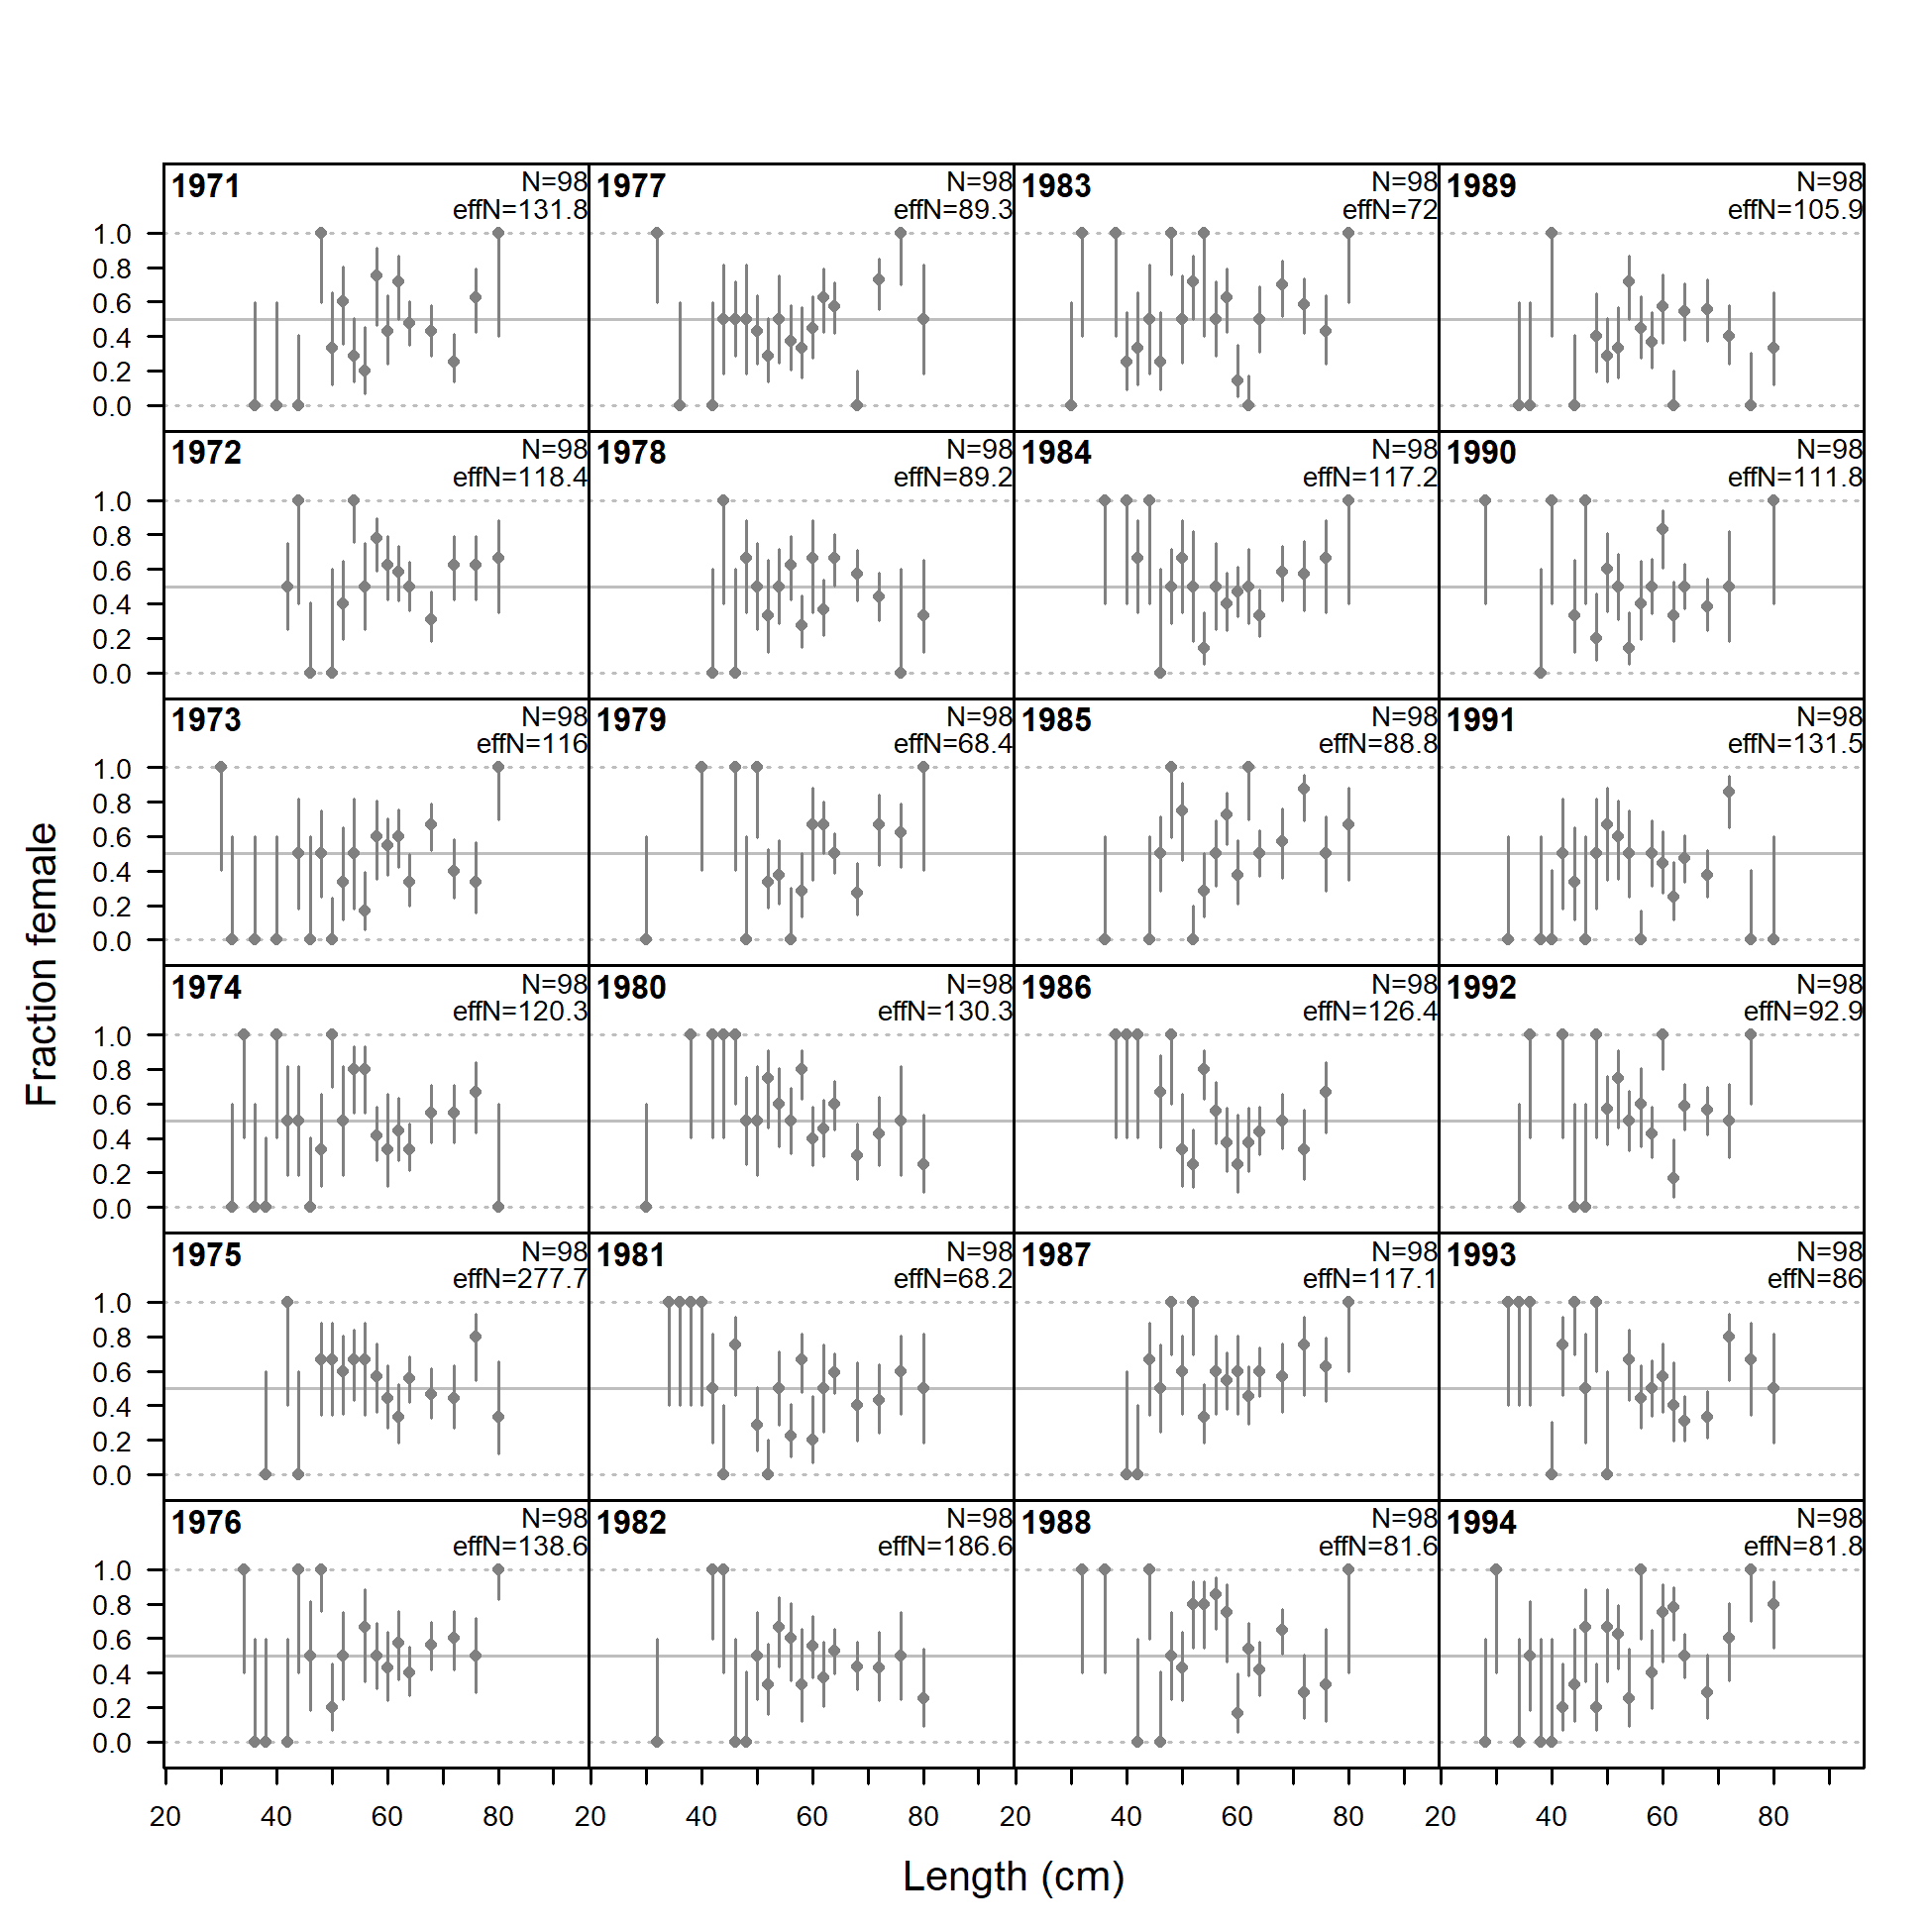 1971 N=98 1977 N=98 1983 N=98 1989 N=98
effN=131.8 effN=89.3 effN=72 effN=105.9
1.0
0.8
0.6
0.4
0.2
0.0
1972 N=98 1978 N=98 1984 N=98 1990 N=98
effN=118.4 effN=89.2 effN=117.2 effN=111.8
1.0
0.8
0.6
0.4
0.2
0.0
1973 N=98 1979 N=98 1985 N=98 1991 N=98
effN=116 effN=68.4 effN=88.8 effN=131.5
1.0
0.8
0.6
0.4
0.2
0.0
Fraction female
1974 N=98 1980 N=98 1986 N=98 1992 N=98
effN=120.3 effN=130.3 effN=126.4 effN=92.9
1.0
0.8
0.6
0.4
0.2
0.0
1975 N=98 1981 N=98 1987 N=98 1993 N=98
effN=277.7 effN=68.2 effN=117.1 effN=86
1.0
0.8
0.6
0.4
0.2
0.0
1976 N=98 1982 N=98 1988 N=98 1994 N=98
effN=138.6 effN=186.6 effN=81.6 effN=81.8
1.0
0.8
0.6
0.4
0.2
0.0
20 40 60 80 20 40 60 80 20 40 60 80 20 40 60 80
Length (cm)